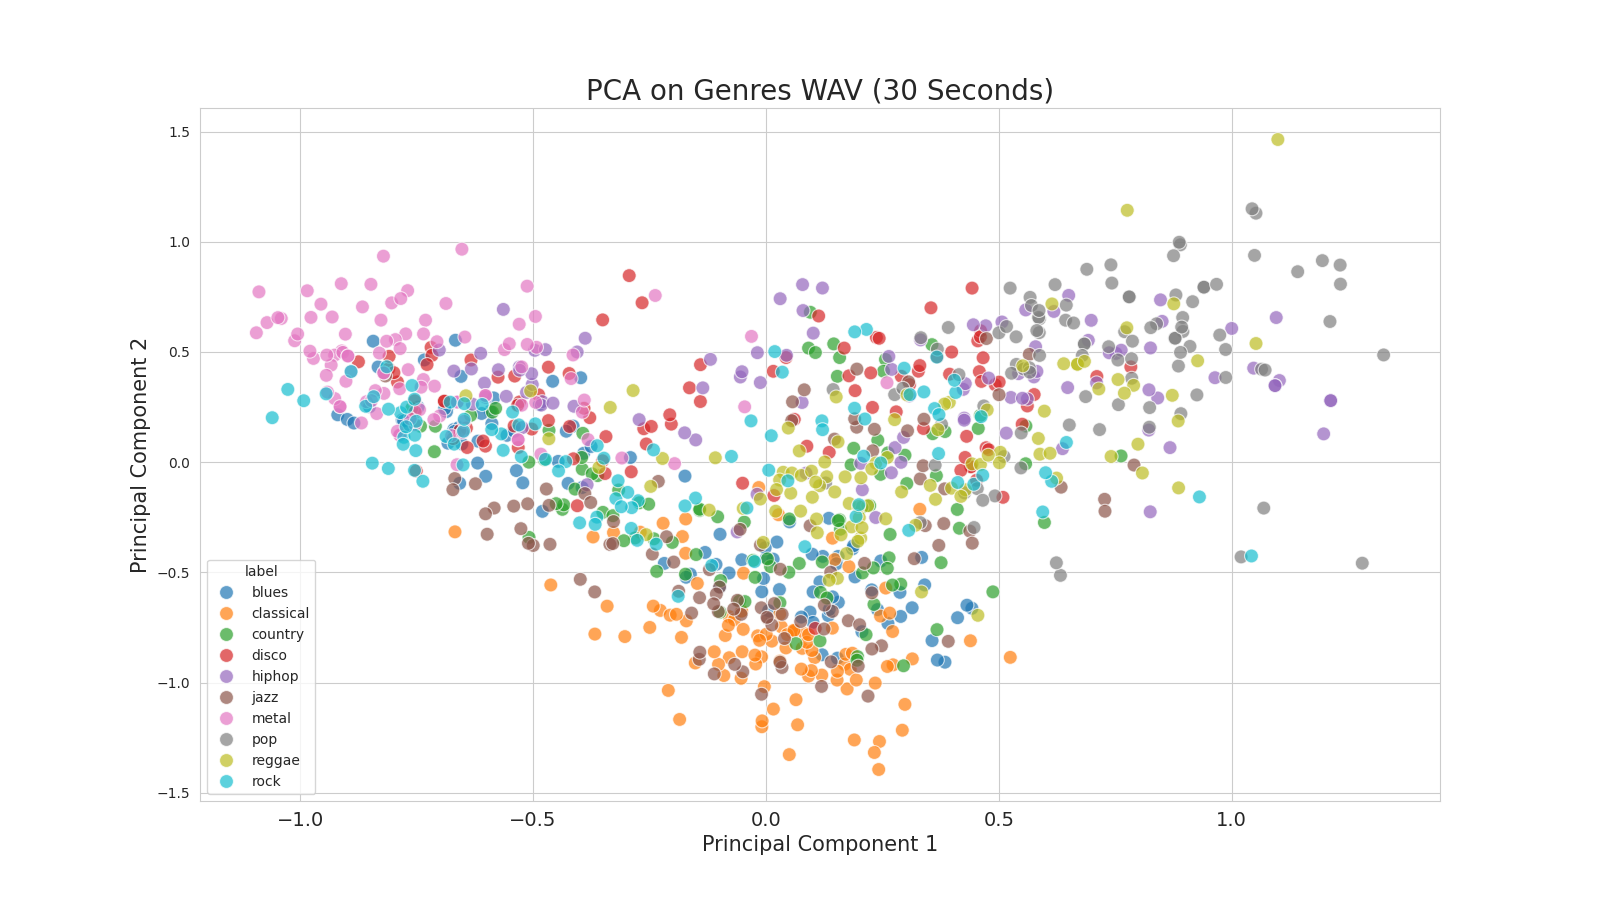 PCA on Genres WAV (30 Seconds)
Principal Component 2
1.5
1.0
0.5
0.0
−0.5
−1.0
−1.5
label
blues
classical
country
disco
hiphop
jazz
metal
pop
reggae
rock
−1.0 −0.5 0.0 0.5 1.0
Principal Component 1